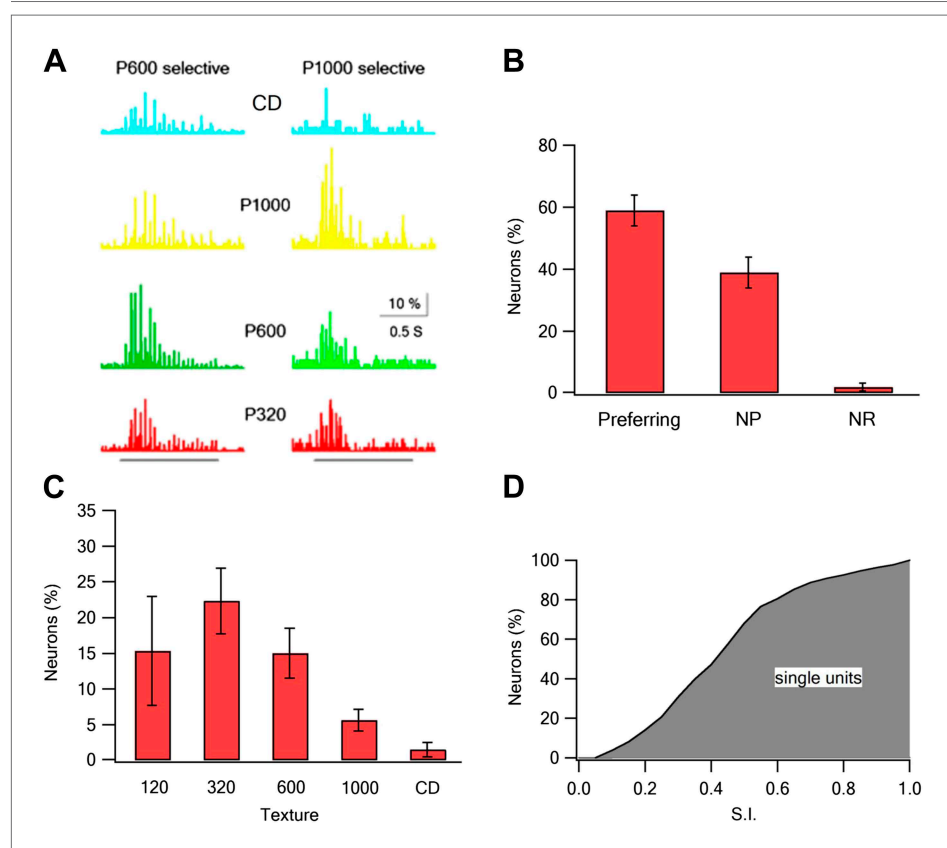 A
P600 selective
P1000 selective
CD
P1000
P600
10 %
0.5 S
P320
B
80
60
40
20
0
Neurons (%)
Preferring
NP
NR
C
35
30
25
20
15
10
5
0
Neurons (%)
120
320
600
1000
CD
Texture
D
100
80
60
40
20
0
Neurons (%)
single units
0.0
0.2
0.4
0.6
0.8
1.0
S.I.